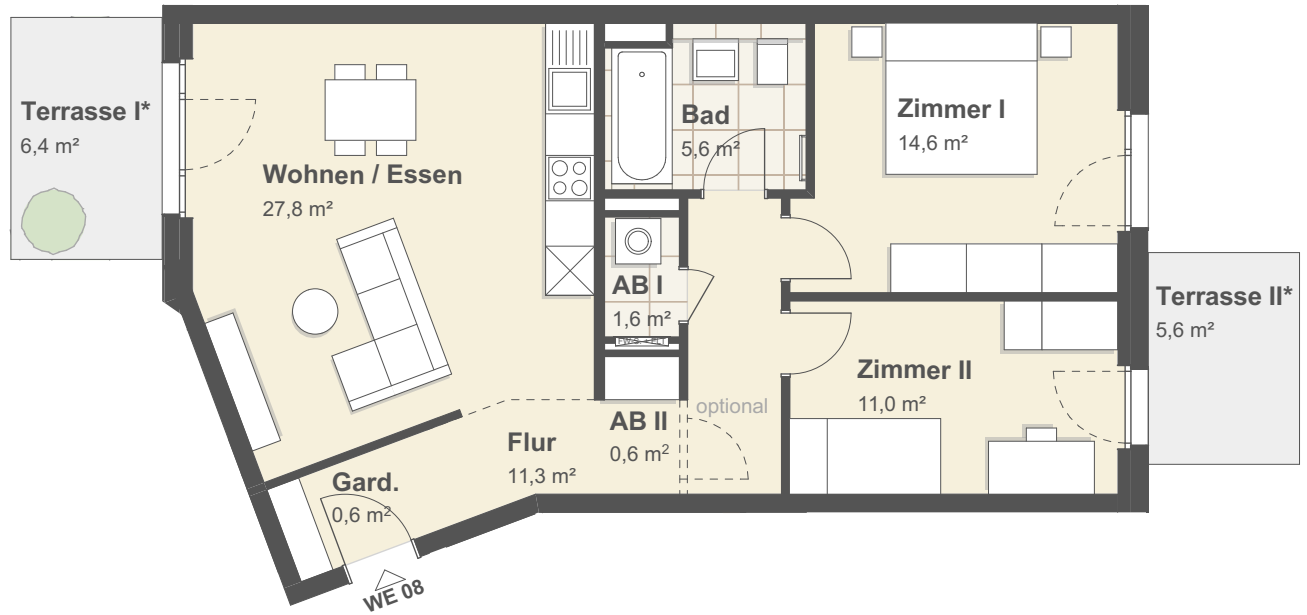 Terrasse I*
6,4 m²
Wohnen / Essen
27,8 m²
Bad
5,6 m²
Zimmer I
14,6 m²
AB I
1,6 m²
Terrasse II*
5,6 m²
Zimmer II
11,0 m²
optional
AB II
0,6 m²
Flur
11,3 m²
Gard.
0,6 m²
WE 08